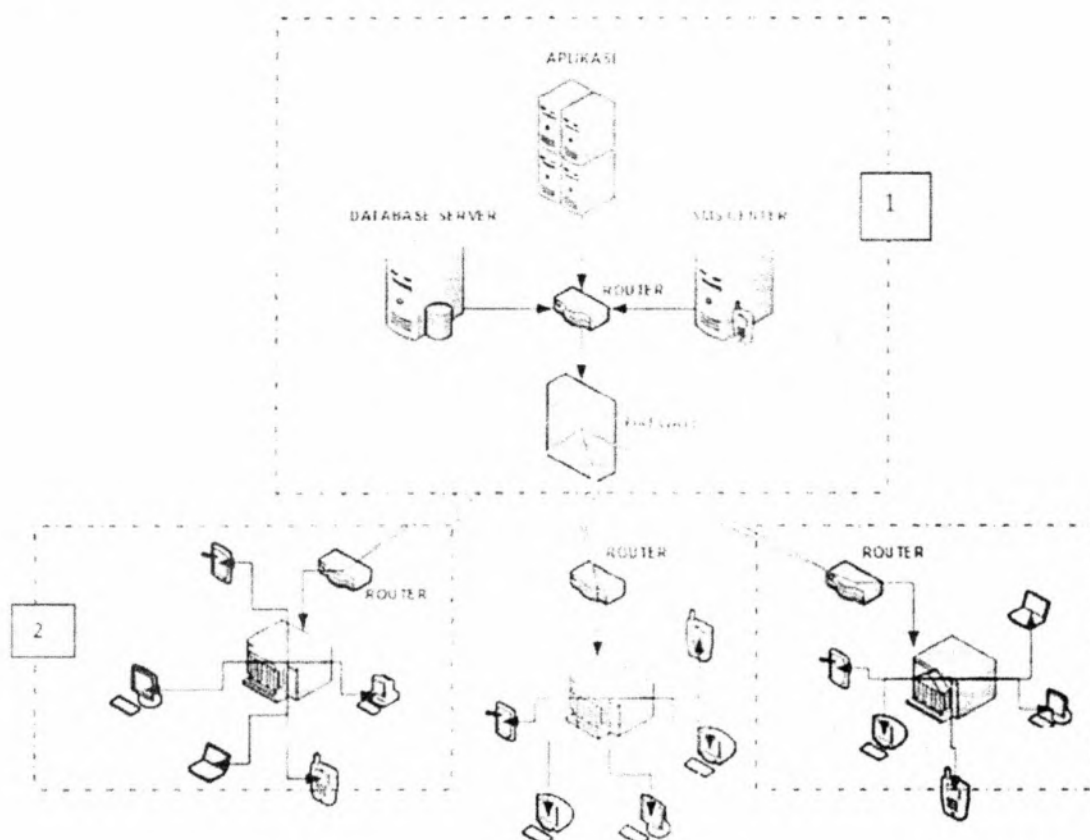 APLIKASI
DATABASE SERVER
SMS CENTER
1
ROUTER
ROUTER
ROUTER
ROUTER
2